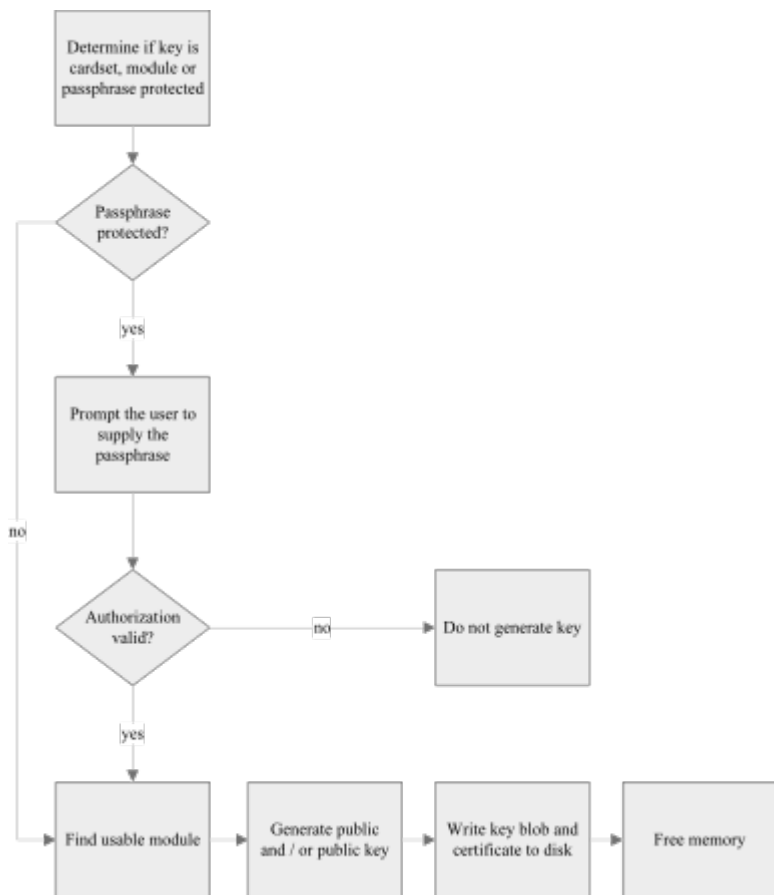 Determine if key is
cardset, module or
passphrase protected
Passphrase
protected?
yes
Prompt the user to
supply the
passphrase
no
Authorization
valid?
no
Do not generate key
yes
Find usable module
Generate public
and / or public key
Write key blob and
certificate to disk
Free memory